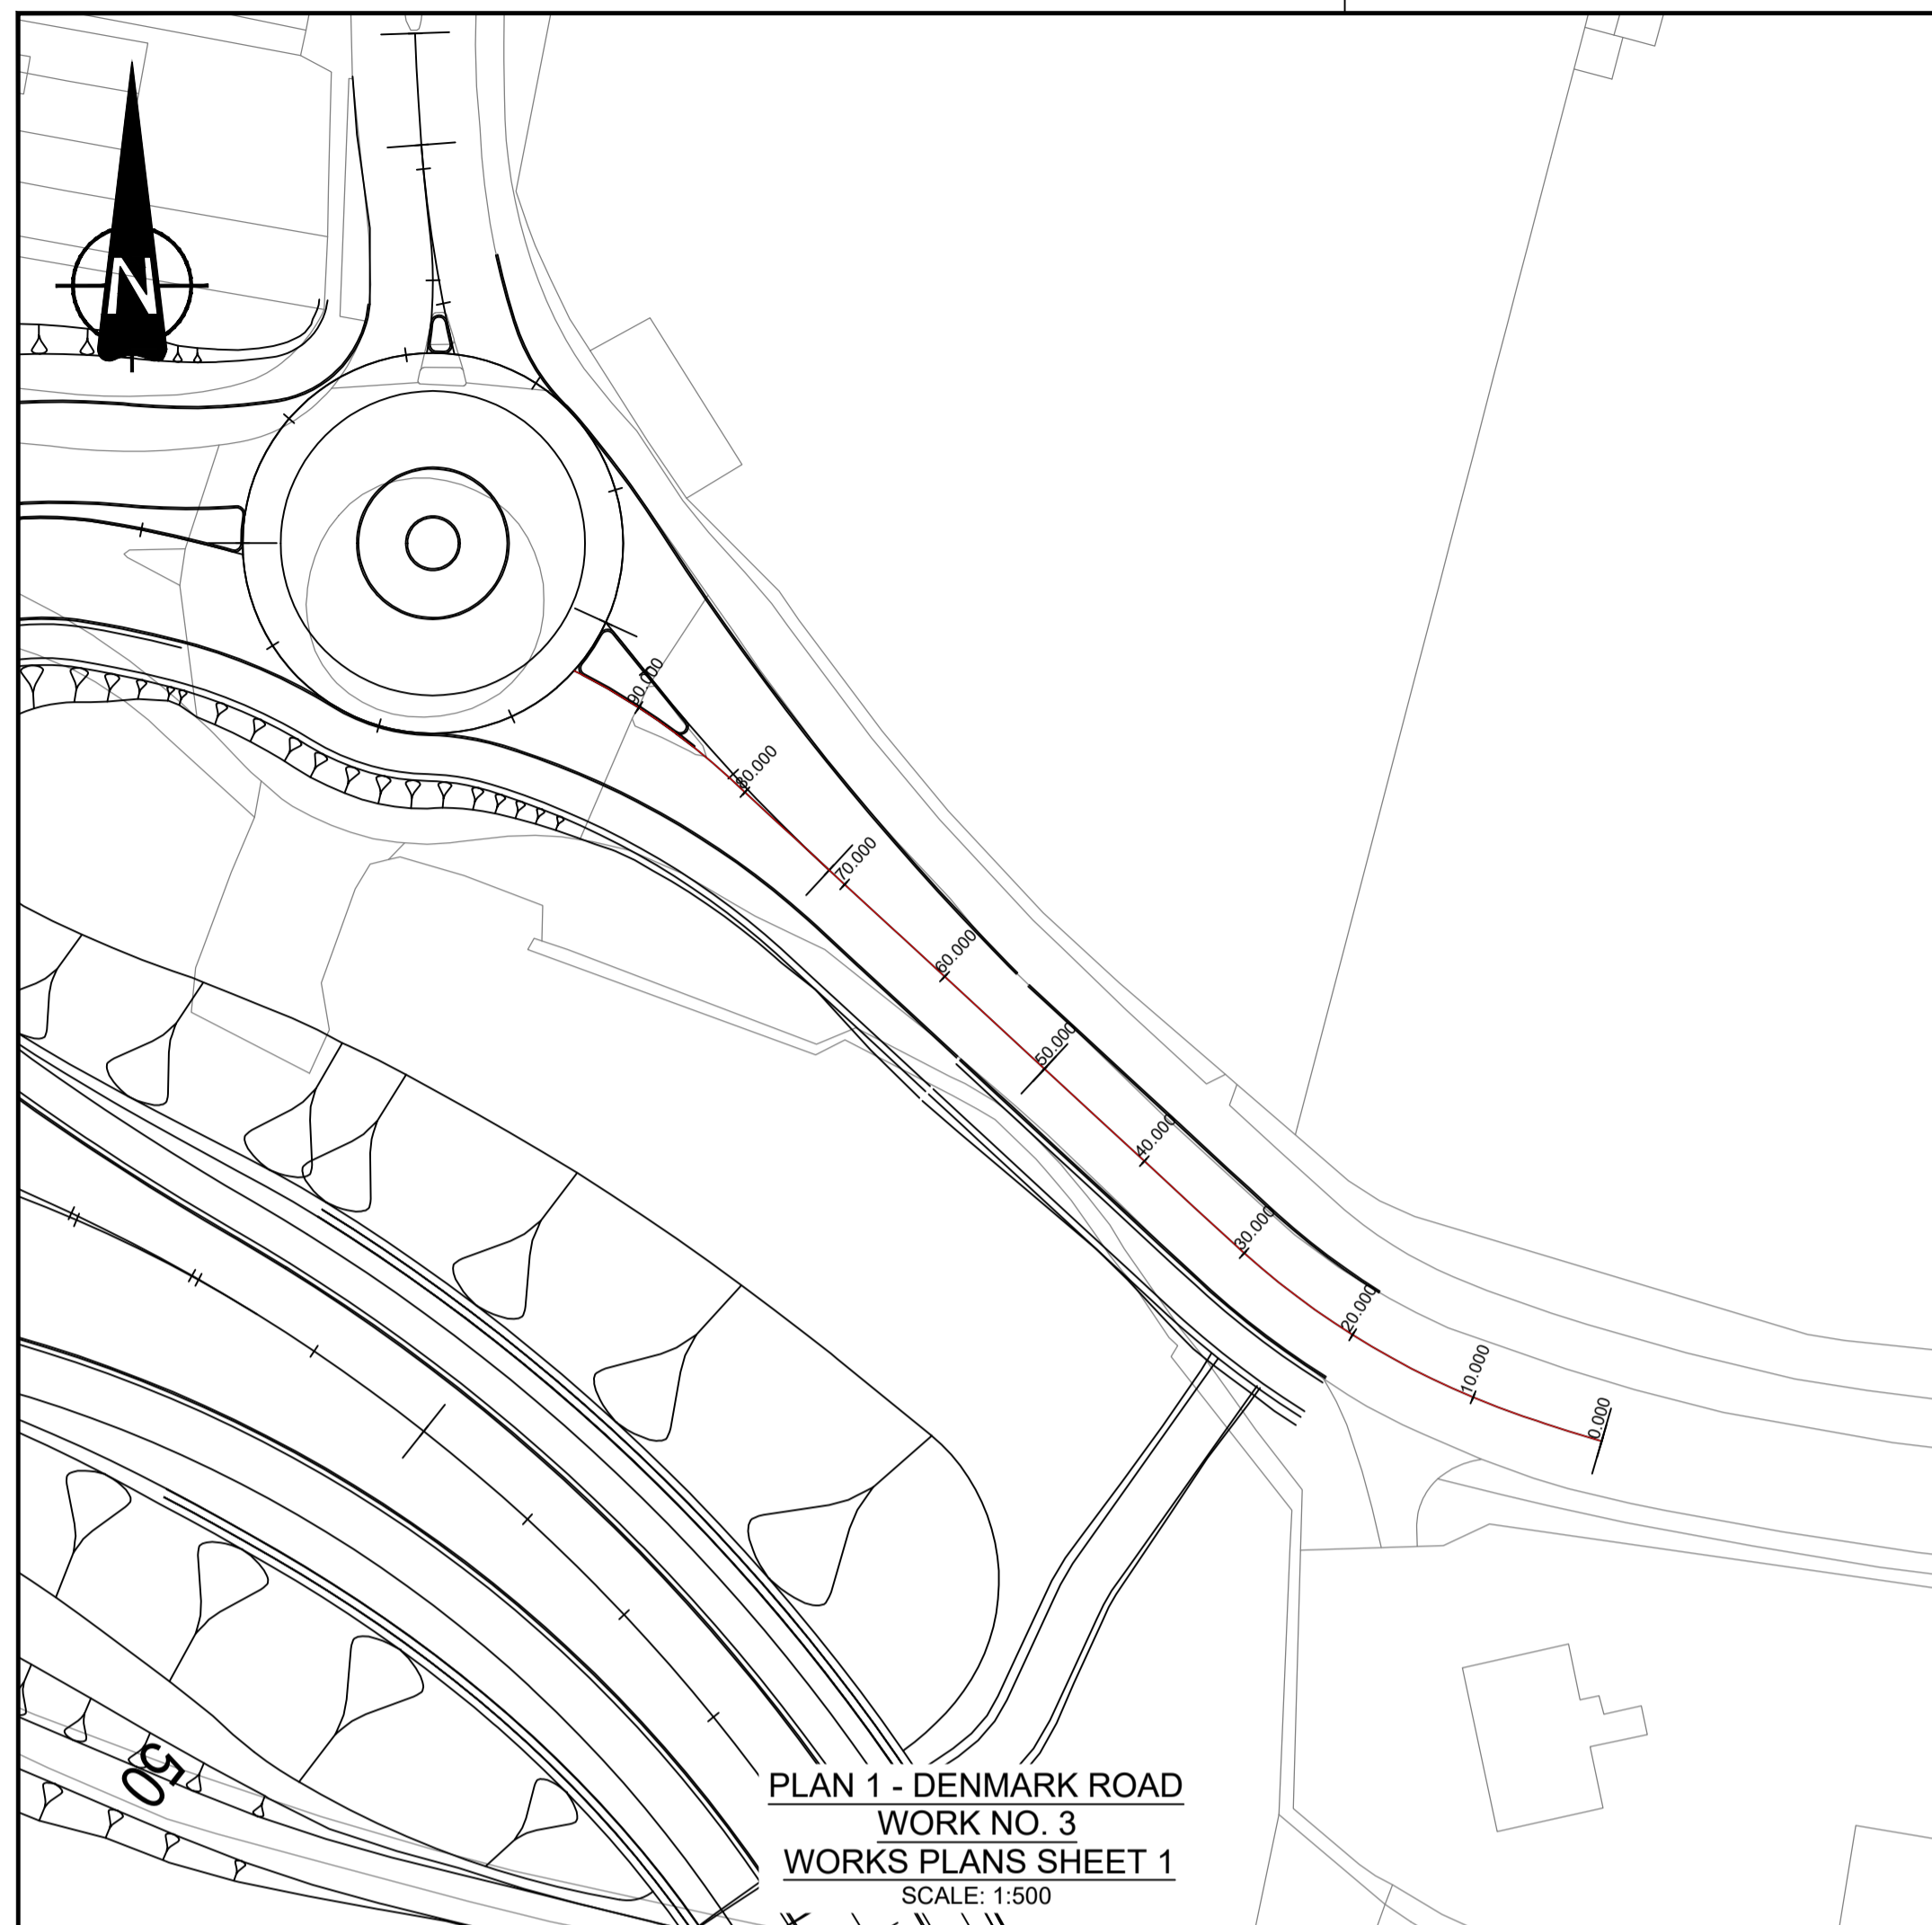 N
90.000
80.000
70.000
60.000
50.000
40.000
30.000
20.000
10.000
0.000
50
PLAN 1 - DENMARK ROAD
WORK NO. 3
WORKS PLANS SHEET 1
SCALE: 1:500